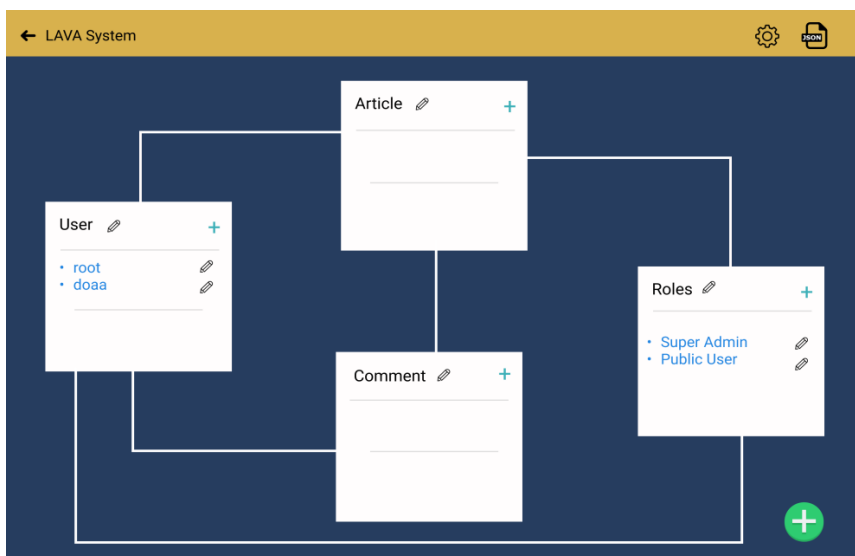 LAVA System
JSON
Article
User
• root
• doaa
Roles
• Super Admin
• Public User
Comment